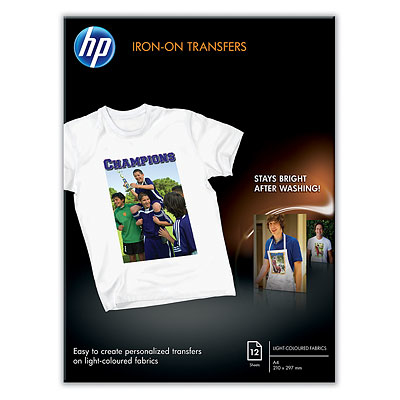 hp
IRON-ON TRANSFERS
CHAMPIONS
STAYS BRIGHT
AFTER WASHING!
Easy to create personalized transfers
on light-coloured fabrics
12
Sheets
LIGHT-COLOURED FABRICS
A4
210 x 297 mm